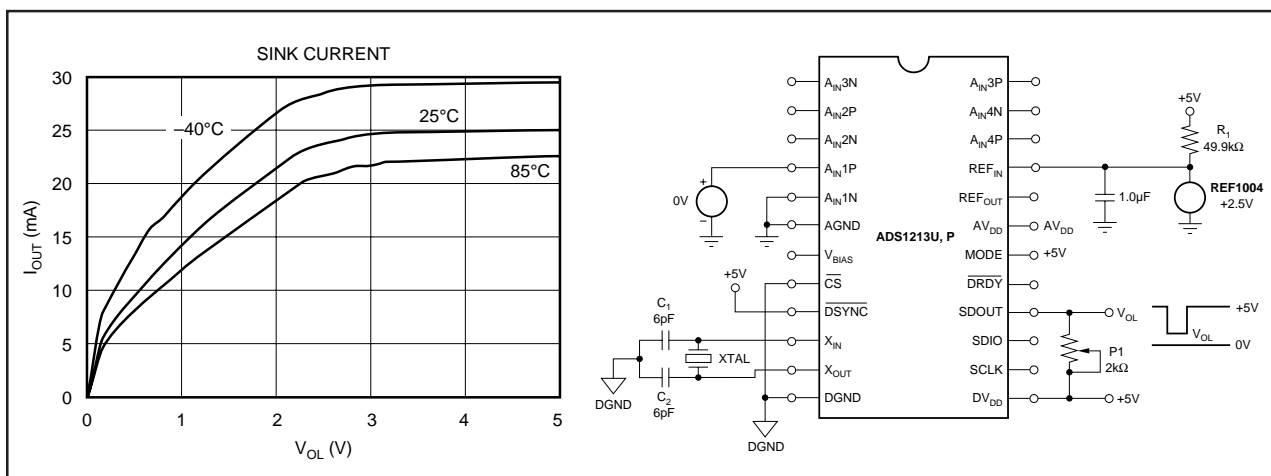 SINK CURRENT
30
25
20
15
10
5
0
I_OUT (mA)
–40°C
25°C
85°C
0
1
2
3
4
5
V_OL (V)
A_IN3N
A_IN2P
A_IN2N
A_IN1P
A_IN1N
AGND
V_BIAS
CS
DSYNC
X_IN
X_OUT
DGND
ADS1213U, P
A_IN3P
A_IN4N
A_IN4P
REF_IN
REF_OUT
AV_DD
MODE
DRDY
SDOUT
SDIO
SCLK
DV_DD
+
0V
–
+5V
C1
6pF
XTAL
C2
6pF
DGND
DGND
+5V
R1
49.9kΩ
1.0µF
REF1004
+2.5V
AV_DD
+5V
V_OL
P1
2kΩ
+5V
+5V
V_OL
0V